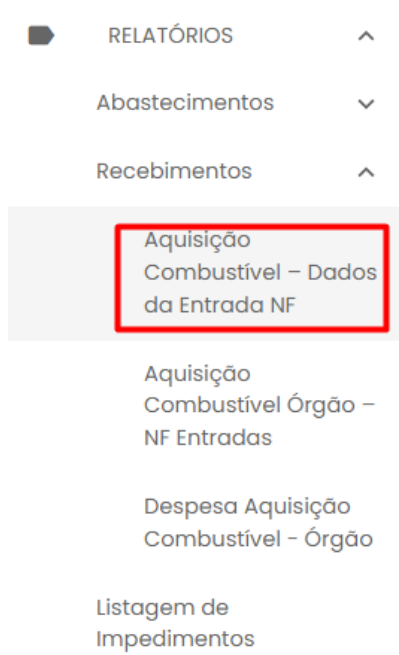 RELATÓRIOS
Abastecimentos
Recebimentos
Aquisição
Combustível – Dados
da Entrada NF
Aquisição
Combustível Órgão –
NF Entradas
Despesa Aquisição
Combustível - Órgão
Listagem de
Impedimentos